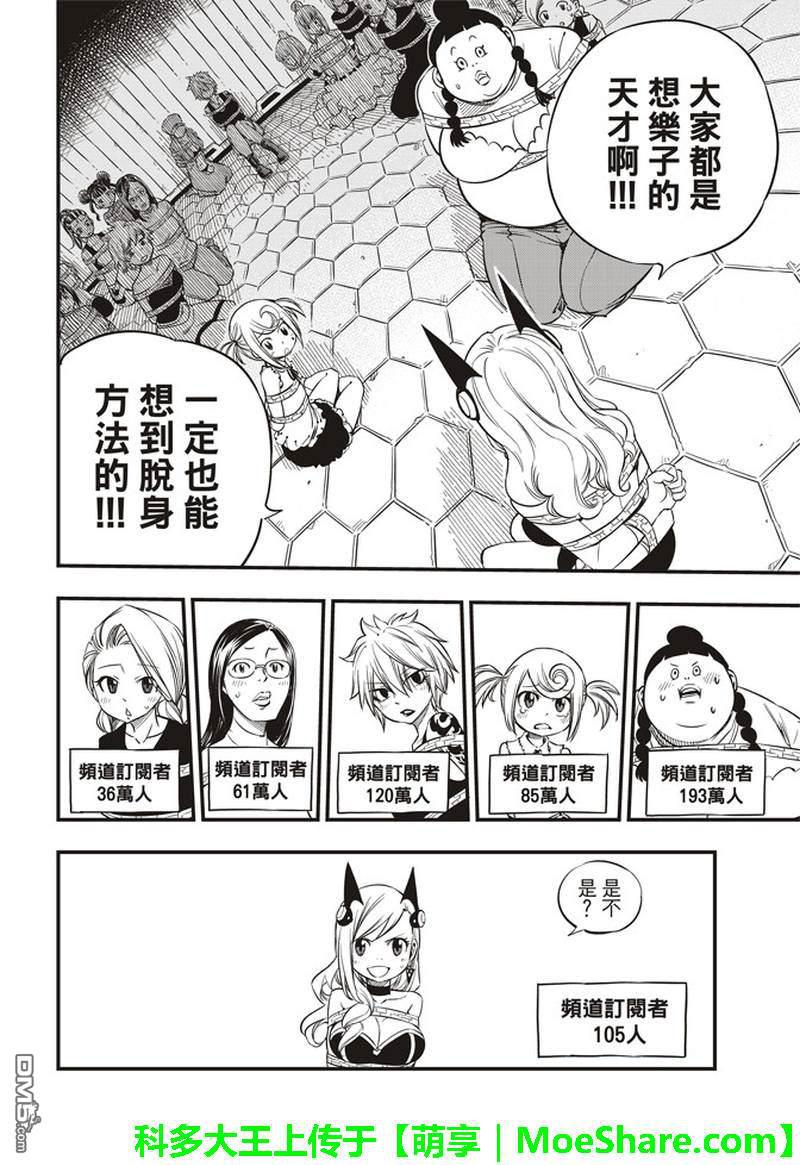 大家都是
想樂子的
天才啊!!!
一定也能
想到脫身
方法的!!!
頻道訂閱者
36萬人
頻道訂閱者
61萬人
頻道訂閱者
120萬人
頻道訂閱者
85萬人
頻道訂閱者
193萬人
是不
是？
頻道訂閱者
105人
DM5
科多大王上传于【萌享|MoeShare.com】